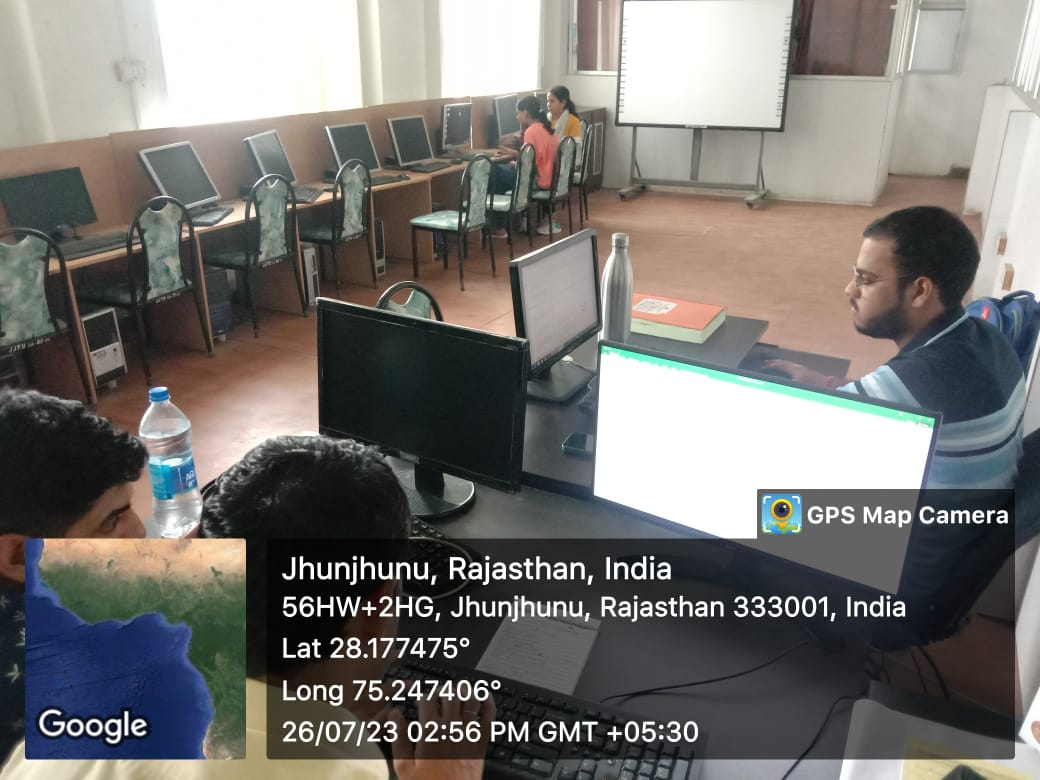 GPS Map Camera
Jhunjhunu, Rajasthan, India
56HW+2HG, Jhunjhunu, Rajasthan 333001, India
Lat 28.177475°
Long 75.247406°
26/07/23 02:56 PM GMT +05:30
Google